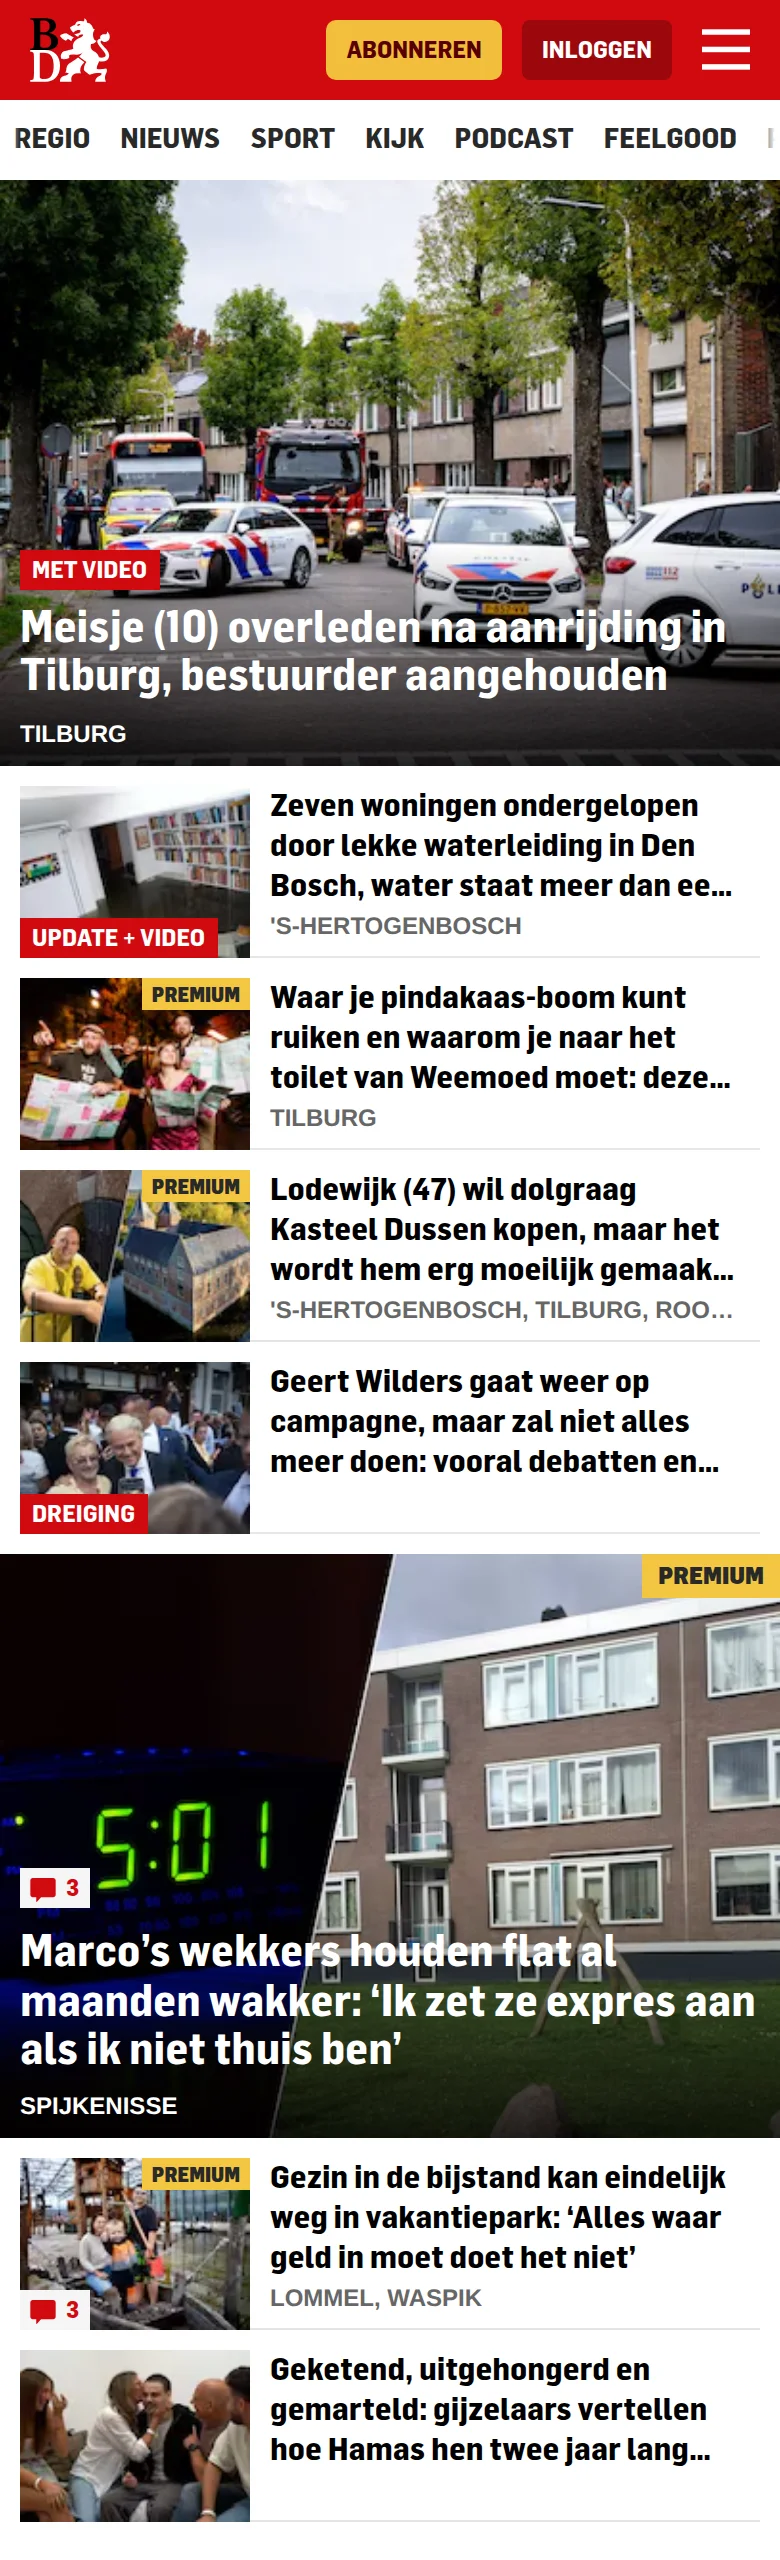 B
D
ABONNEREN
INLOGGEN
REGIO NIEUWS SPORT KIJK PODCAST FEELGOOD
MET VIDEO
Meisje (10) overleden na aanrijding in
Tilburg, bestuurder aangehouden
TILBURG
Zeven woningen ondergelopen
door lekke waterleiding in Den
Bosch, water staat meer dan ee...
'S-HERTOGENBOSCH
UPDATE + VIDEO
PREMIUM
Waar je pindakaas-boom kunt
ruiken en waarom je naar het
toilet van Weemoed moet: deze...
TILBURG
PREMIUM
Lodewijk (47) wil dolgraag
Kasteel Dussen kopen, maar het
wordt hem erg moeilijk gemaak...
'S-HERTOGENBOSCH, TILBURG, ROO...
Geert Wilders gaat weer op
campagne, maar zal niet alles
meer doen: vooral debatten en...
DREIGING
PREMIUM
5:01
3
Marco’s wekkers houden flat al
maanden wakker: ‘Ik zet ze expres aan
als ik niet thuis ben’
SPIJKENISSE
PREMIUM
Gezin in de bijstand kan eindelijk
weg in vakantiepark: ‘Alles waar
geld in moet doet het niet’
LOMMEL, WASPIK
3
Geketend, uitgehongerd en
gemarteld: gijzelaars vertellen
hoe Hamas hen twee jaar lang...